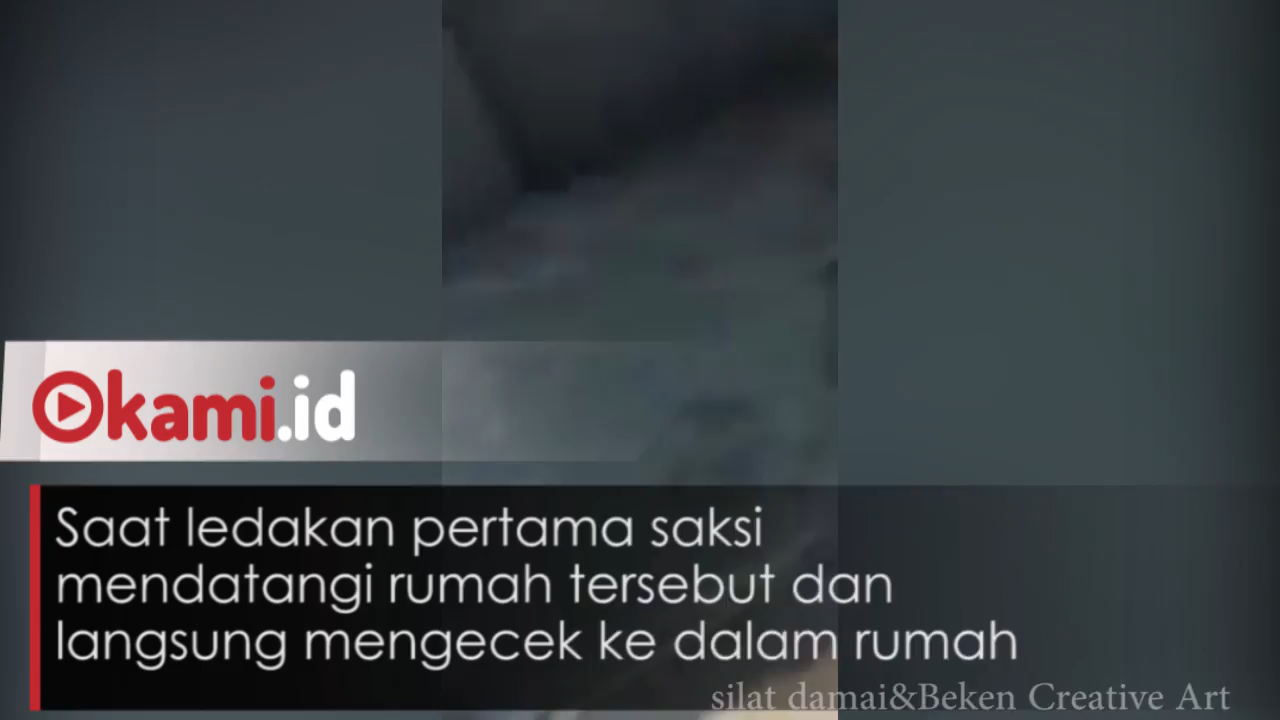 Okami.id
Saat ledakan pertama saksi
mendatangi rumah tersebut dan
langsung mengecek ke dalam rumah
silat damai&Beken Creative Art